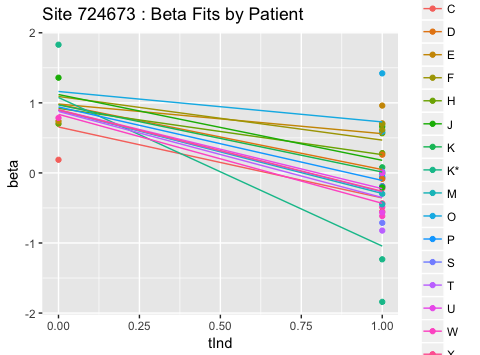 Site 724673 : Beta Fits by Patient
beta
2
1
0
-1
-2
0.00 0.25 0.50 0.75 1.00
tInd
C
D
E
F
H
J
K
K*
M
O
P
S
T
U
W